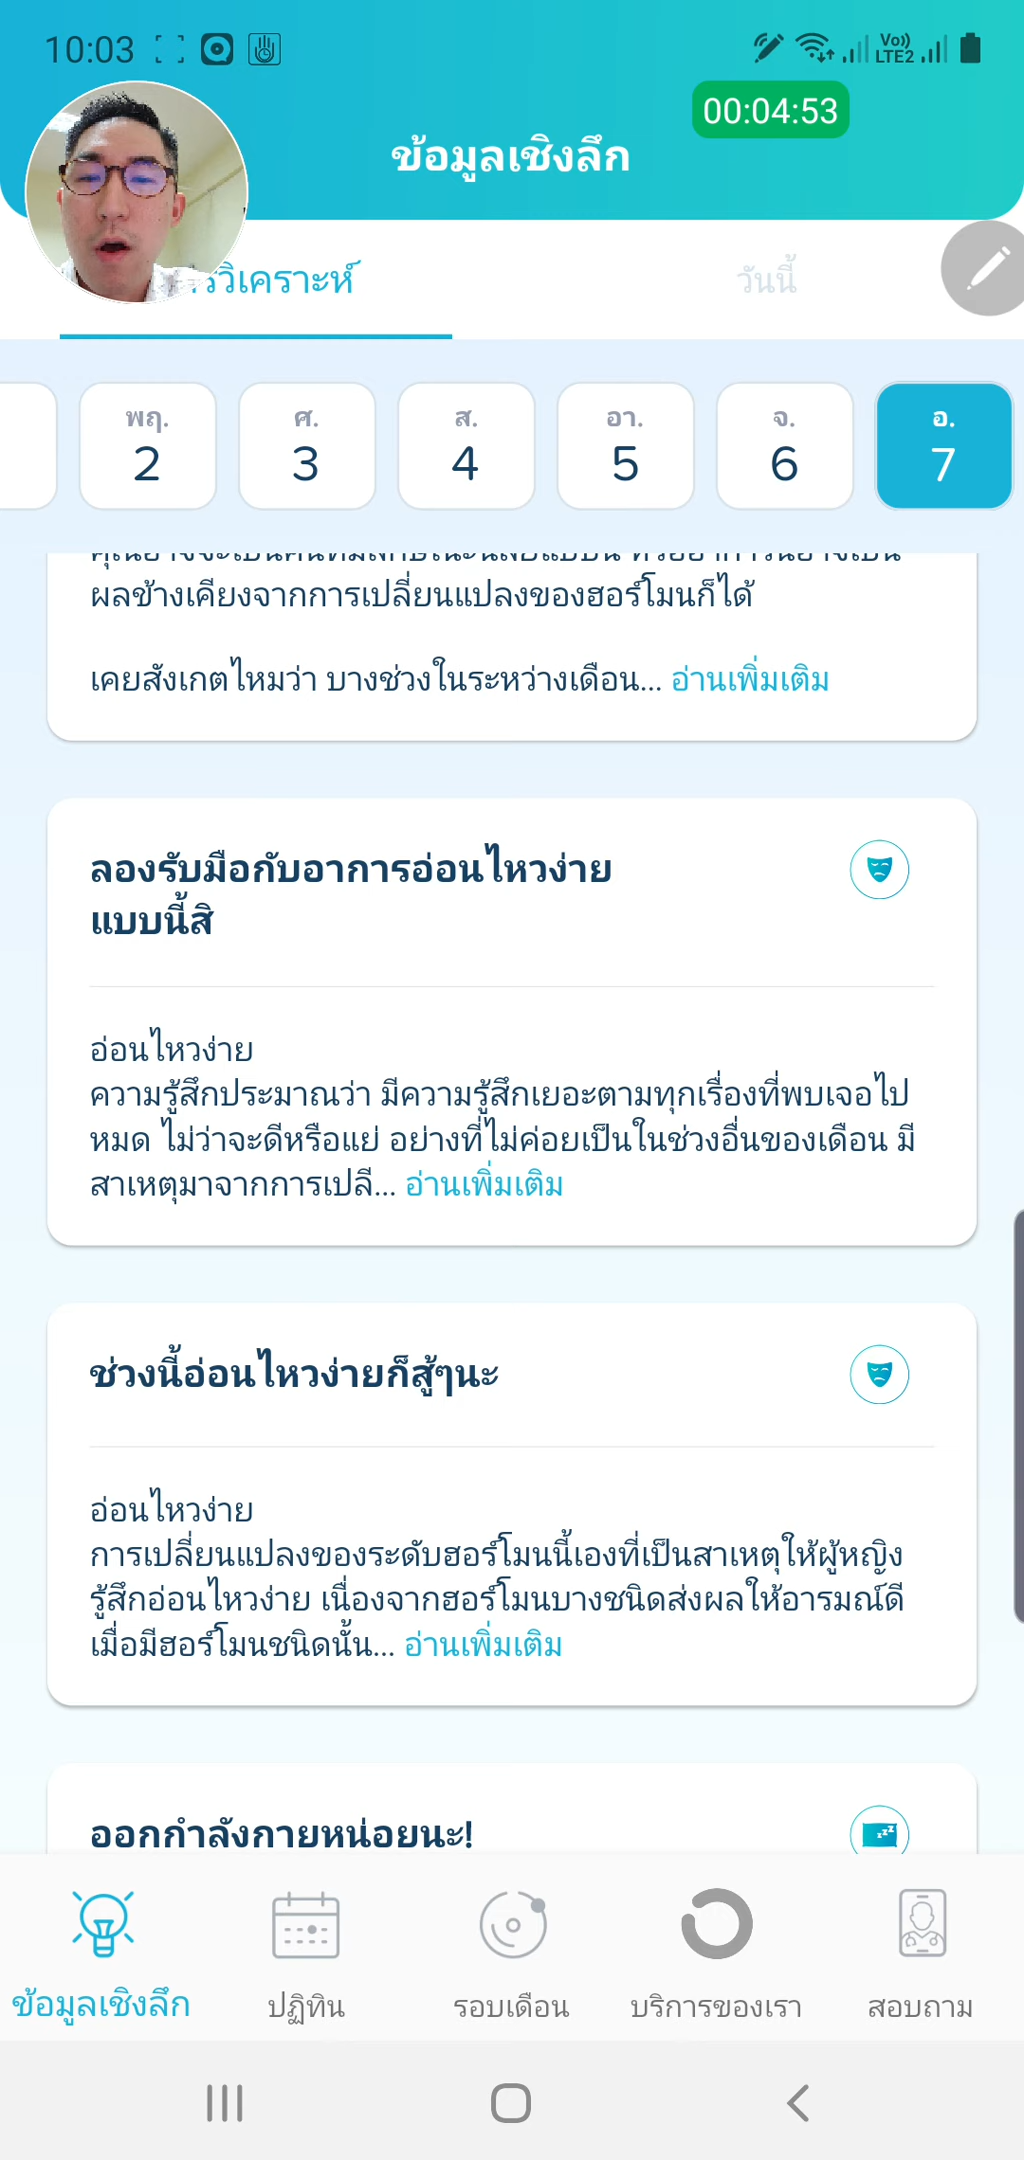 10:03
Vo))
LTE2
00:04:53
ข้อมูลเชิงลึก
รวิเคราะห์
วันนี้
พฤ. ศ. ส. อา. จ. อ.
2 3 4 5 6 7
ผลข้างเคียงจากการเปลี่ยนแปลงของฮอร์โมนก็ได้
เคยสังเกตไหมว่า บางช่วงในระหว่างเดือน... อ่านเพิ่มเติม
ลองรับมือกับอาการอ่อนไหวง่าย
แบบนี้สิ
อ่อนไหวง่าย
ความรู้สึกประมาณว่า มีความรู้สึกเยอะตามทุกเรื่องที่พบเจอไป
หมด ไม่ว่าจะดีหรือแย่ อย่างที่ไม่ค่อยเป็นในช่วงอื่นของเดือน มี
สาเหตุมาจากการเปลี... อ่านเพิ่มเติม
ช่วงนี้อ่อนไหวง่ายก็สู้ๆนะ
อ่อนไหวง่าย
การเปลี่ยนแปลงของระดับฮอร์โมนนี้เองที่เป็นสาเหตุให้ผู้หญิง
รู้สึกอ่อนไหวง่าย เนื่องจากฮอร์โมนบางชนิดส่งผลให้อารมณ์ดี
เมื่อมีฮอร์โมนชนิดนั้น... อ่านเพิ่มเติม
ออกกำลังกายหน่อยนะ!
zzz
ข้อมูลเชิงลึก ปฏิทิน รอบเดือน บริการของเรา สอบถาม